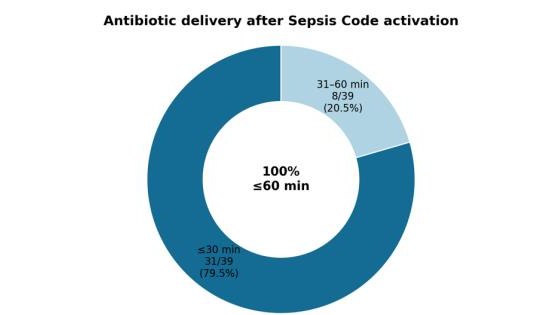 Antibiotic delivery after Sepsis Code activation
31–60 min
8/39
(20.5%)
100%
≤60 min
≤30 min
31/39
(79.5%)